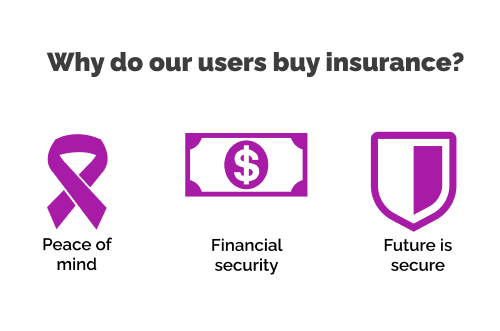 Why do our users buy insurance?
$
Peace of
mind
Financial
security
Future is
secure